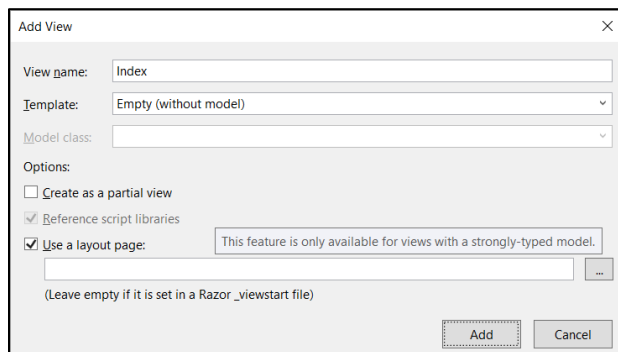 Add View
View name: Index
Template: Empty (without model)
Model class:
Options:
Create as a partial view
Reference script libraries
Use a layout page:
This feature is only available for views with a strongly-typed model.
...
(Leave empty if it is set in a Razor _viewstart file)
Add Cancel